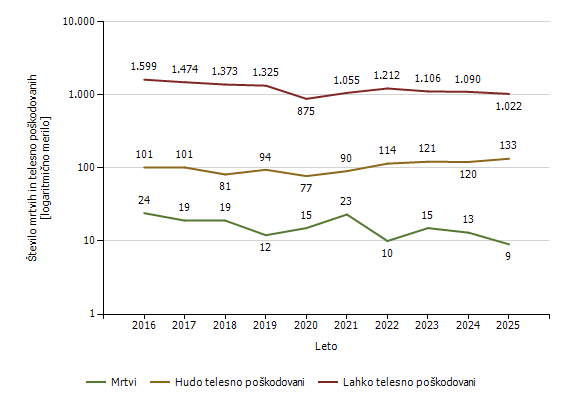 Število mrtvih in telesno poškodovanih
[logaritmično merilo]
10.000
1.000
100
10
1
1.599 1.474 1.373 1.325 875 1.055 1.212 1.106 1.090 1.022
101 101 81 94 77 90 114 121 120 133
24 19 19 12 15 23 10 15 13 9
2016 2017 2018 2019 2020 2021 2022 2023 2024 2025
Leto
Mrtvi Hudo telesno poškodovani Lahko telesno poškodovani